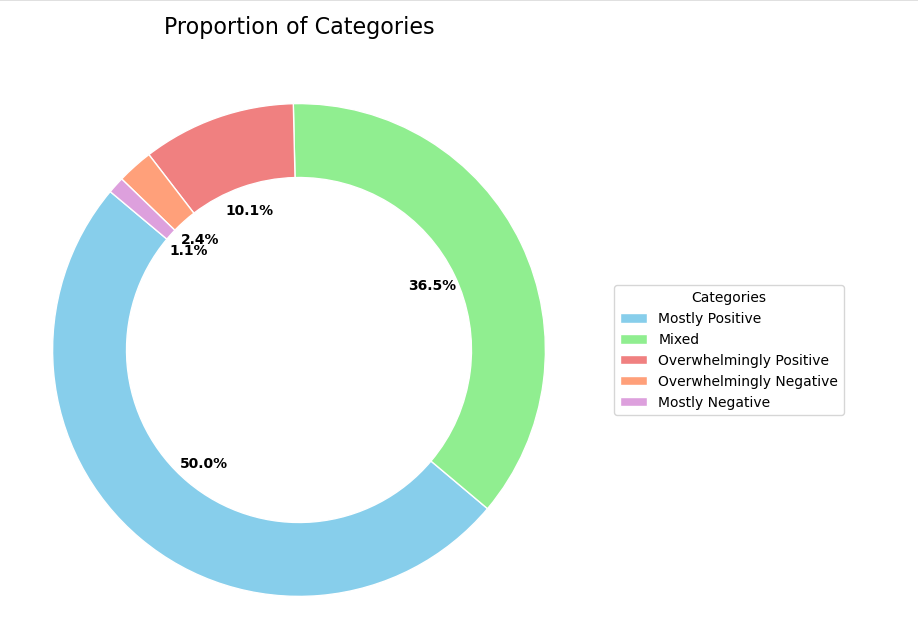 Proportion of Categories
10.1%
2.4%
1.1%
36.5%
50.0%
Categories
Mostly Positive
Mixed
Overwhelmingly Positive
Overwhelmingly Negative
Mostly Negative